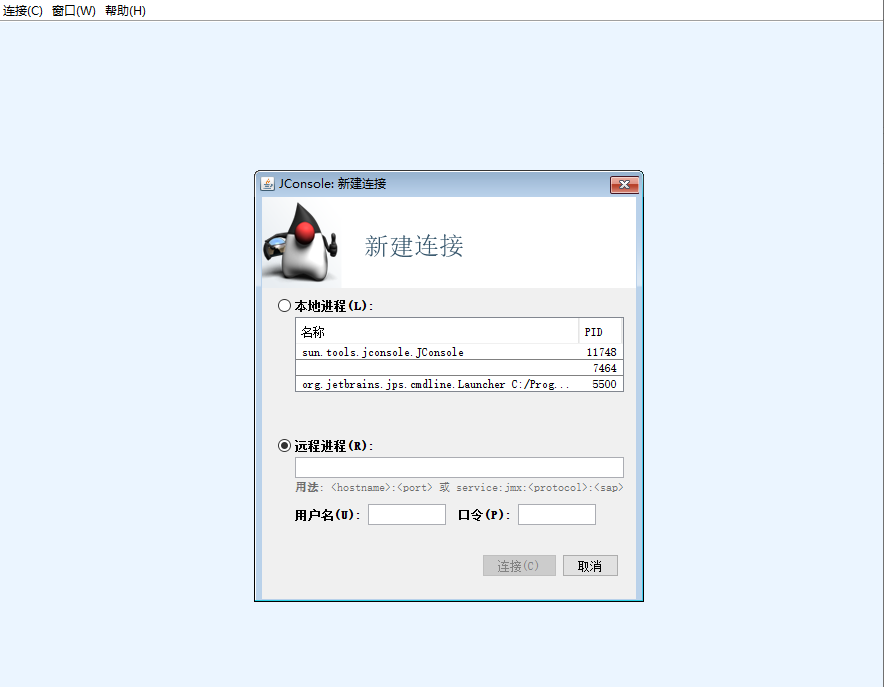 连接(C) 窗口(W) 帮助(H)
JConsole: 新建连接
新建连接
本地进程(L):
名称 PID
sun.tools.jconsole.JConsole 11748
7464
org.jetbrains.jps.cmdline.Launcher C:/Prog... 5500
远程进程(R):
用法: <hostname>:<port> 或 service:jmx:<protocol>:<sap>
用户名(U): 口令(P):
连接(C) 取消